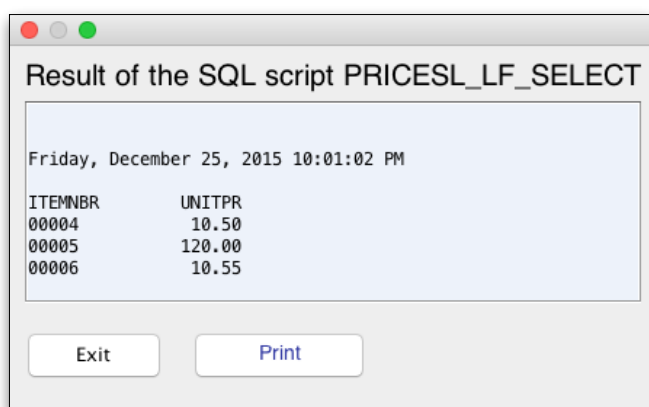 Result of the SQL script PRICESL_LF_SELECT
Friday, December 25, 2015 10:01:02 PM
ITEMNBR UNITPR
00004 10.50
00005 120.00
00006 10.55
Exit Print